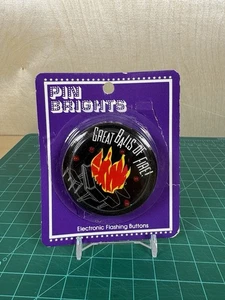 PIN
BRIGHTS
GREAT BALLS OF FIRE!
Electronic Flashing Buttons